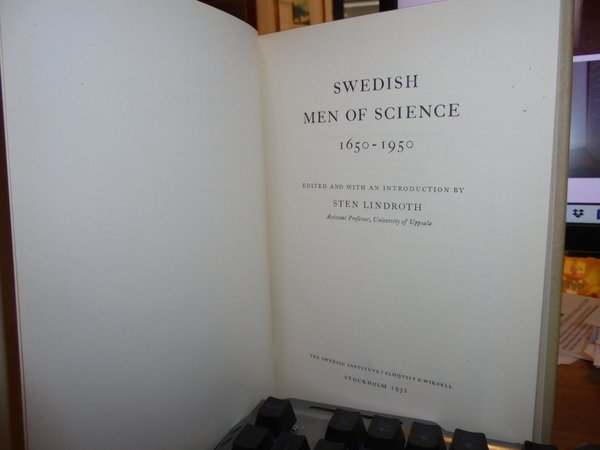 SWEDISH
MEN OF SCIENCE
1650-1950
EDITED AND WITH AN INTRODUCTION BY
STEN LINDROTH
Assistant Professor, University of Uppsala
THE SWEDISH INSTITUTE / ALMQVIST & WIKSELL
STOCKHOLM 1952